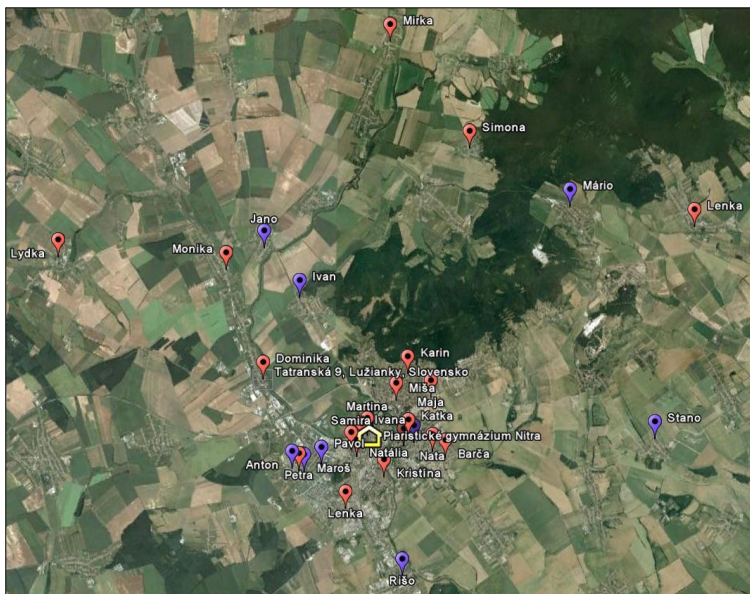 Mirka
Simona
Mário
Lenka
Jano
Lydka
Monika
Ivan
Karin
Dominika
Tatranská 9, Lužianky, Slovensko
Miša
Maja
Martina
Samira
Ivana
Katka
Stano
Piaristické gymnázium Nitra
Pavol
Natália
Nata
Barča
Anton
Maroš
Petra
Kristína
Lenka
Rišo